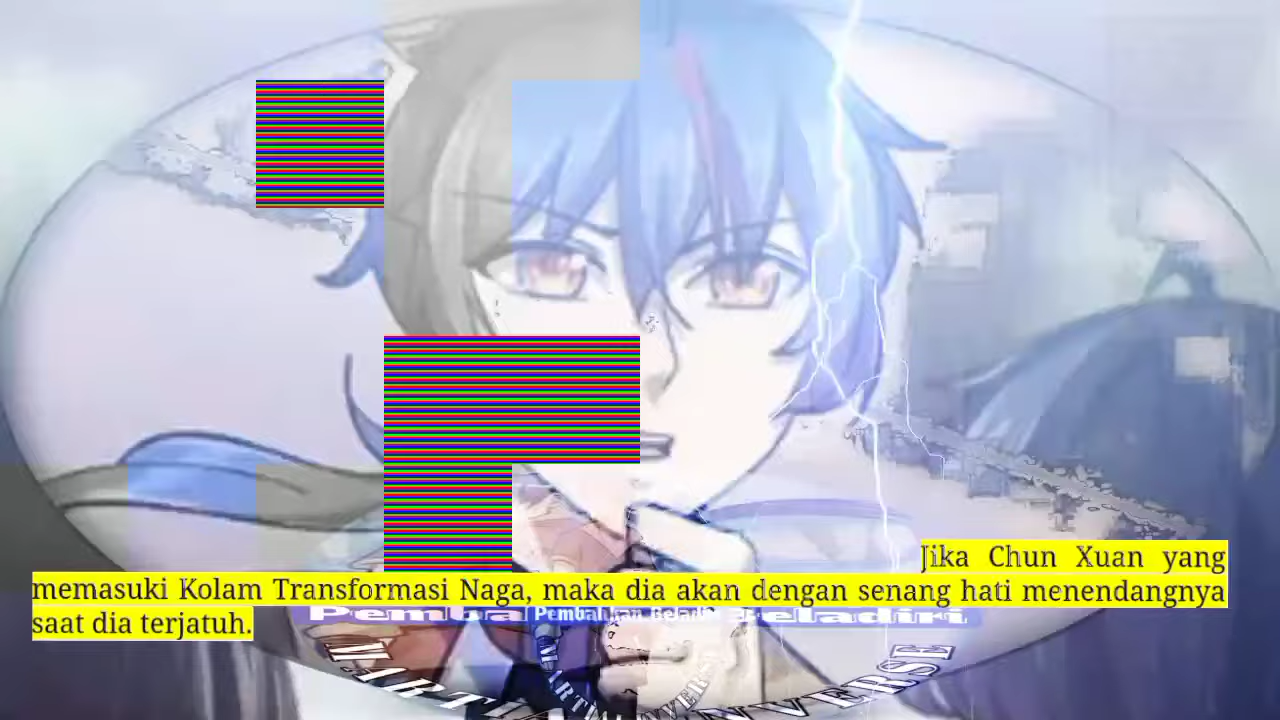 Jika Chun Xuan yang
memasuki Kolam Transformasi Naga, maka dia akan dengan senang hati menendangnya
saat dia terjatuh.